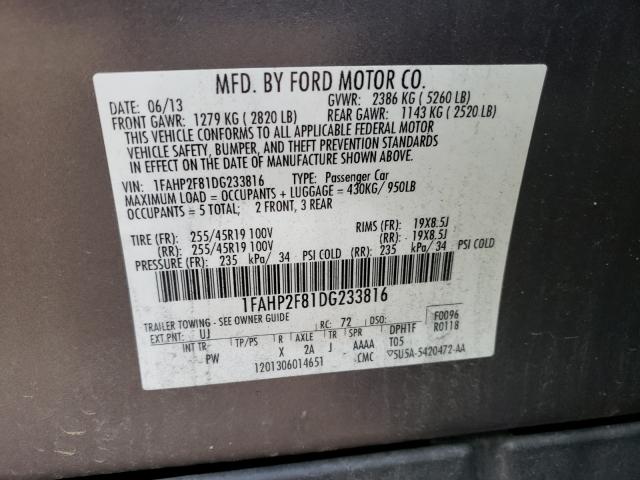 MFD. BY FORD MOTOR CO.
DATE: 06/13 GVWR: 2386 KG ( 5260 LB)
FRONT GAWR: 1279 KG ( 2820 LB) REAR GAWR: 1143 KG ( 2520 LB)
THIS VEHICLE CONFORMS TO ALL APPLICABLE FEDERAL MOTOR
VEHICLE SAFETY, BUMPER, AND THEFT PREVENTION STANDARDS
IN EFFECT ON THE DATE OF MANUFACTURE SHOWN ABOVE.
VIN: 1FAHP2F81DG233816 TYPE: Passenger Car
MAXIMUM LOAD = OCCUPANTS + LUGGAGE = 430KG/ 950LB
OCCUPANTS = 5 TOTAL; 2 FRONT, 3 REAR
TIRE (FR): 255/45R19 100V RIMS (FR): 19X8.5J
(RR): 255/45R19 100V (RR): 19X8.5J
PRESSURE (FR): 235 kPa/ 34 PSI COLD (RR): 235 kPa/ 34 PSI COLD
1FAHP2F81DG233816
TRAILER TOWING - SEE OWNER GUIDE F0096
EXT PNT: UJ RC: 72 DSO: R0118
INT TR TP/PS R AXLE TR SPR DPHTF
PW X 2A J AAAA T05
1201306014651 CMC 5U5A-5420472-AA